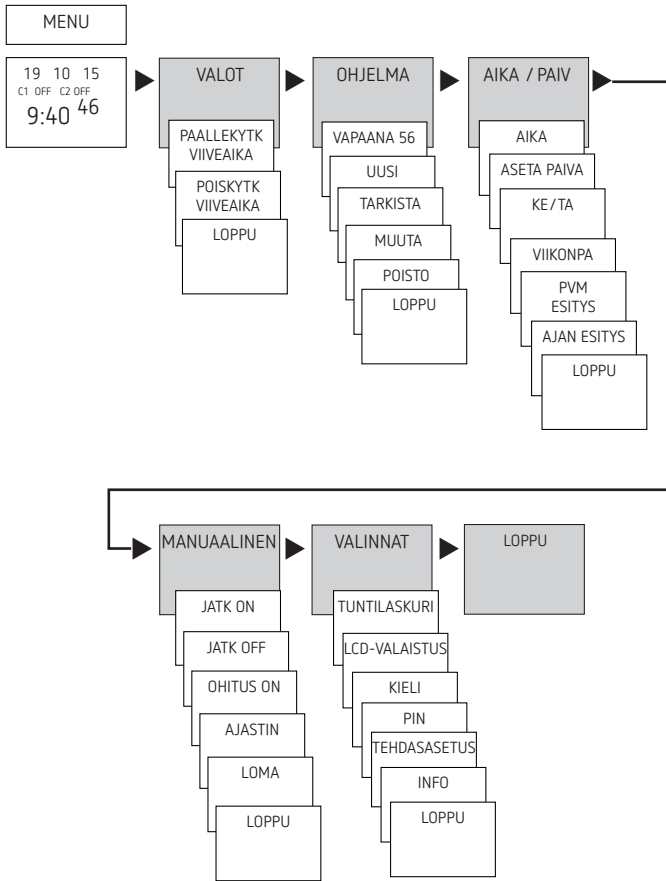 MENU
19 10 15
C1 OFF C2 OFF
9:40 46
VALOT
PAALLEKYTK
VIIVEAIKA
POISKYTK
VIIVEAIKA
LOPPU
OHJELMA
VAPAANA 56
UUSI
TARKISTA
MUUTA
POISTO
LOPPU
AIKA / PAIV
AIKA
ASETA PAIVA
KE/TA
VIIKONPA
PVM
ESITYS
AJAN ESITYS
LOPPU
MANUAALINEN
JATK ON
JATK OFF
OHITUS ON
AJASTIN
LOMA
LOPPU
VALINNAT
TUNTILASKURI
LCD-VALAISTUS
KIELI
PIN
TEHDASASETUS
INFO
LOPPU
LOPPU